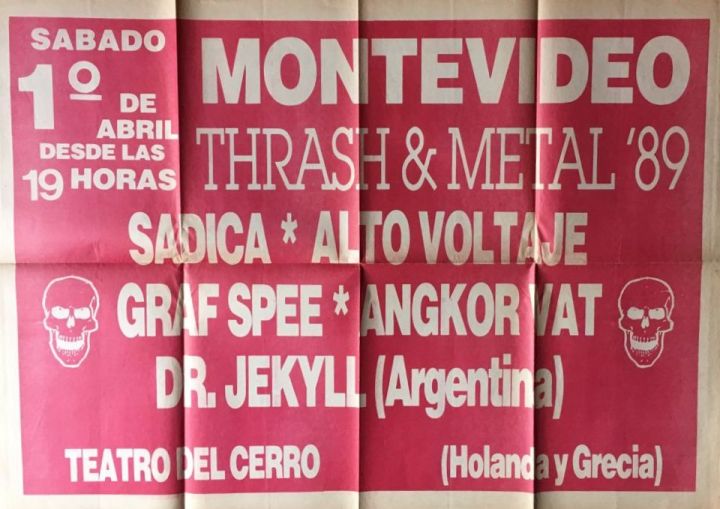 SABADO
1º DE
ABRIL
DESDE LAS
19 HORAS
MONTEVIDEO
THRASH & METAL '89
SADICA * ALTO VOLTAJE
GRAF SPEE * ANGKOR VAT
DR. JEKYLL (Argentina)
TEATRO DEL CERRO (Holanda y Grecia)